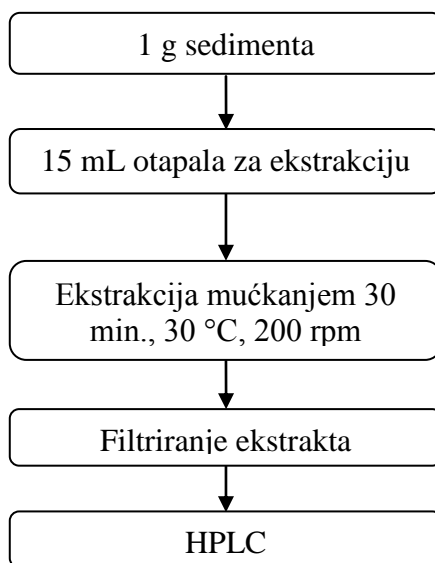 1 g sedimenta
15 mL otapala za ekstrakciju
Ekstrakcija mućkanjem 30
min., 30 °C, 200 rpm
Filtriranje ekstrakta
HPLC